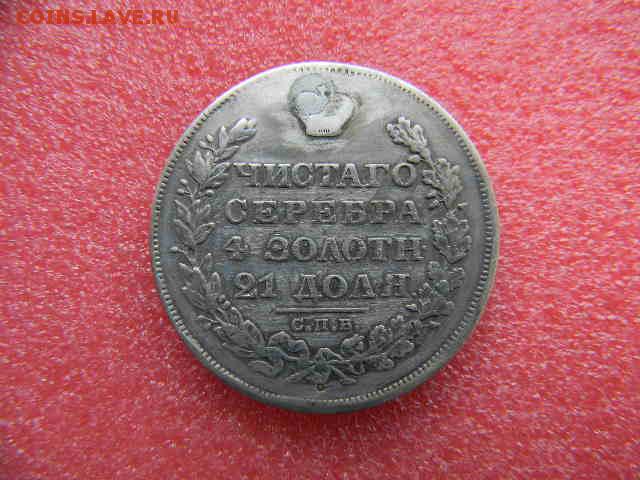 COINS.LAVE.RU
ЧИСТАГО
СЕРЕБРА
4 ЗОЛОТН
21 ДОЛЯ
С.П.Б